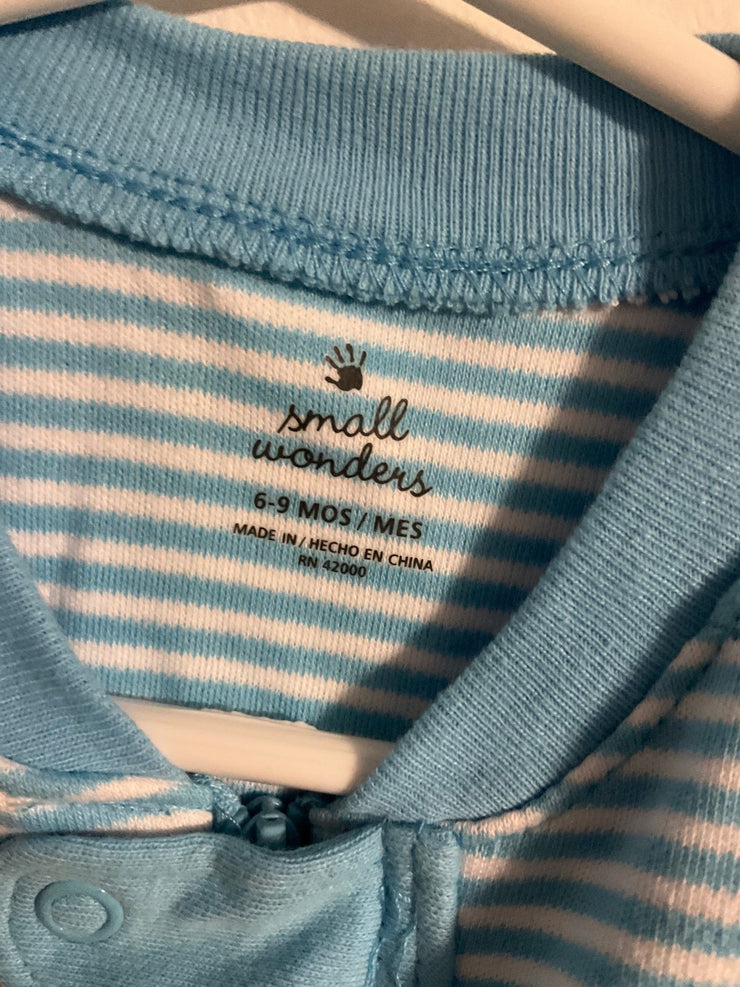 small
wonders
6-9 MOS / MES
MADE IN / HECHO EN CHINA
RN 42000